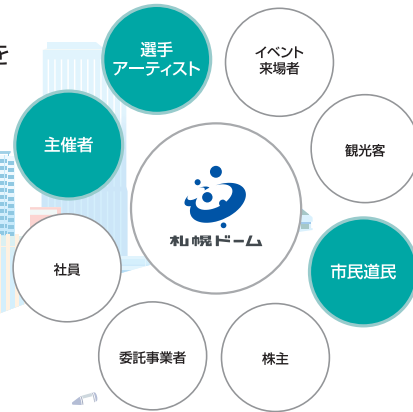 を
選手
アーティスト
イベント
来場者
主催者
観光客
札幌ドーム
社員
市民道民
委託事業者
株主